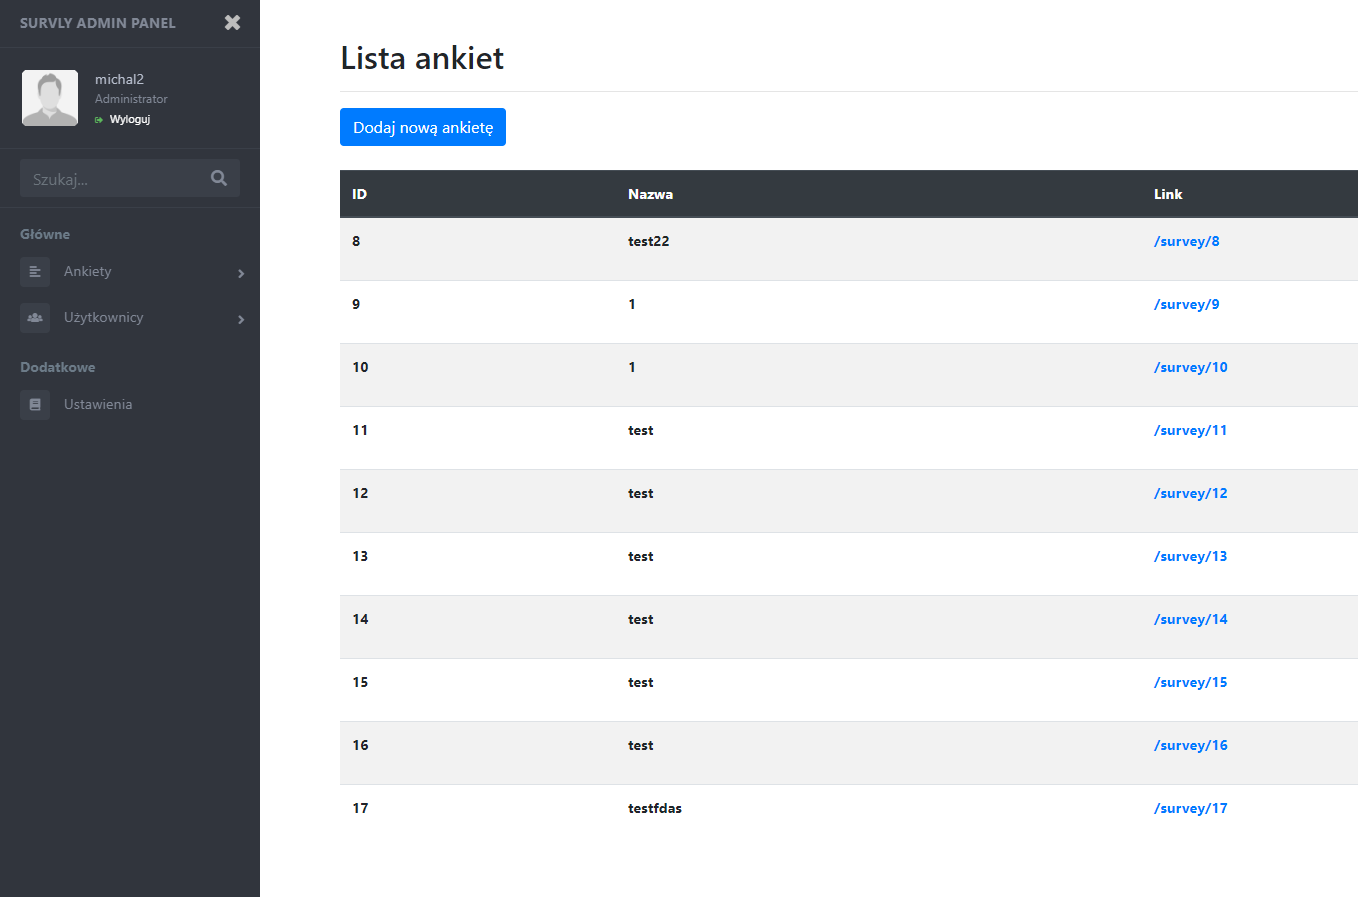 SURVLY ADMIN PANEL
michal2
Administrator
Wyloguj
Szukaj...
Główne
Ankiety
Użytkownicy
Dodatkowe
Ustawienia
Lista ankiet
Dodaj nową ankietę
ID Nazwa Link
8 test22 /survey/8
9 1 /survey/9
10 1 /survey/10
11 test /survey/11
12 test /survey/12
13 test /survey/13
14 test /survey/14
15 test /survey/15
16 test /survey/16
17 testfdas /survey/17